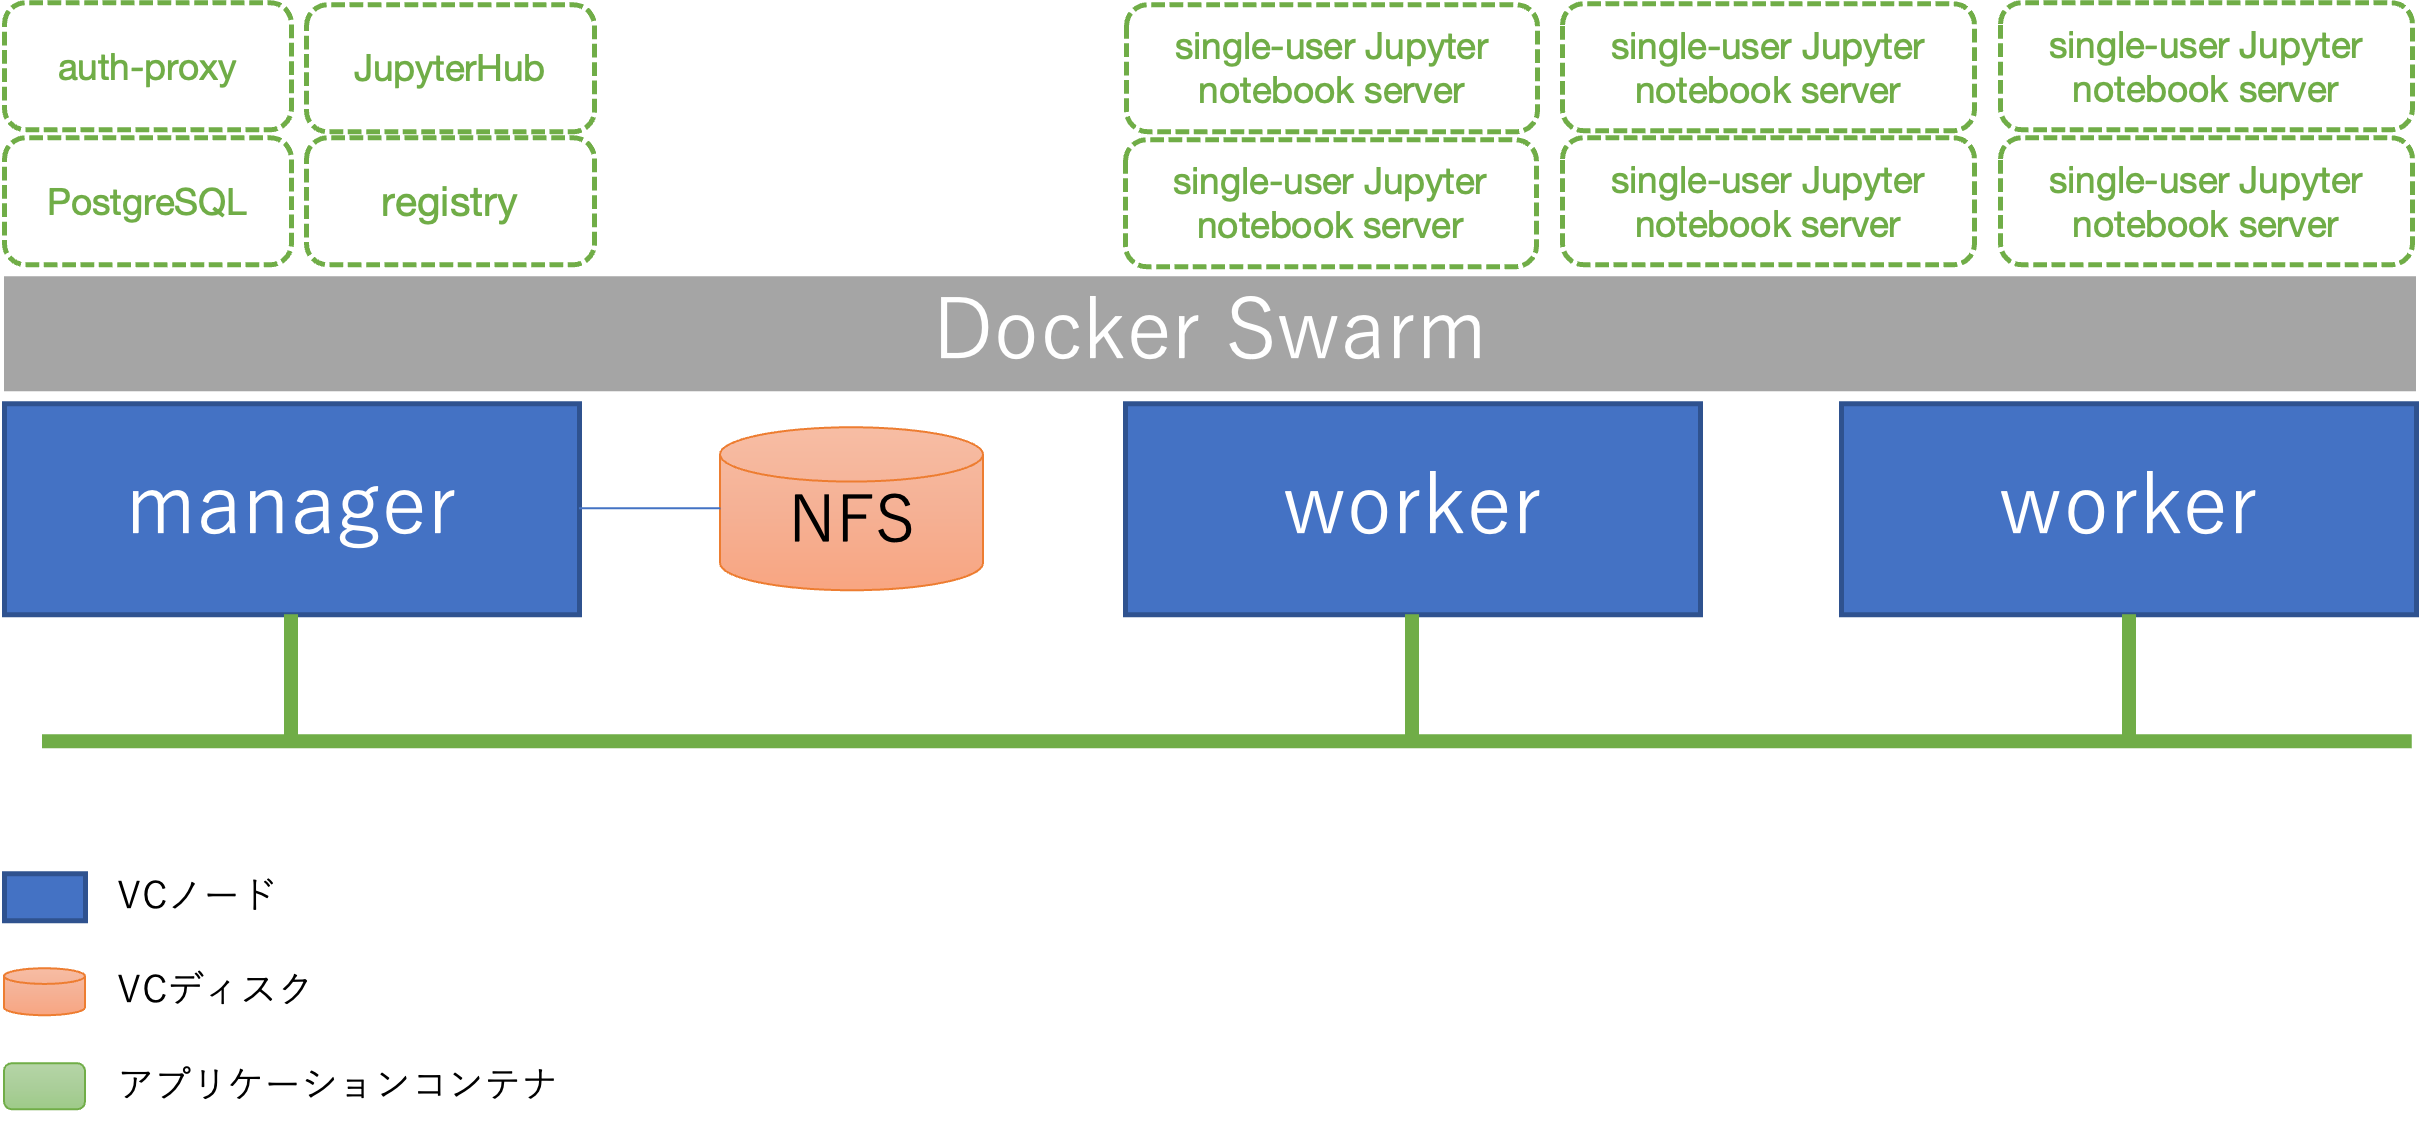 auth-proxy
JupyterHub
PostgreSQL
registry
single-user Jupyter
notebook server
single-user Jupyter
notebook server
single-user Jupyter
notebook server
single-user Jupyter
notebook server
single-user Jupyter
notebook server
single-user Jupyter
notebook server
Docker Swarm
manager
NFS
worker
worker
VCノード
VCディスク
アプリケーションコンテナ